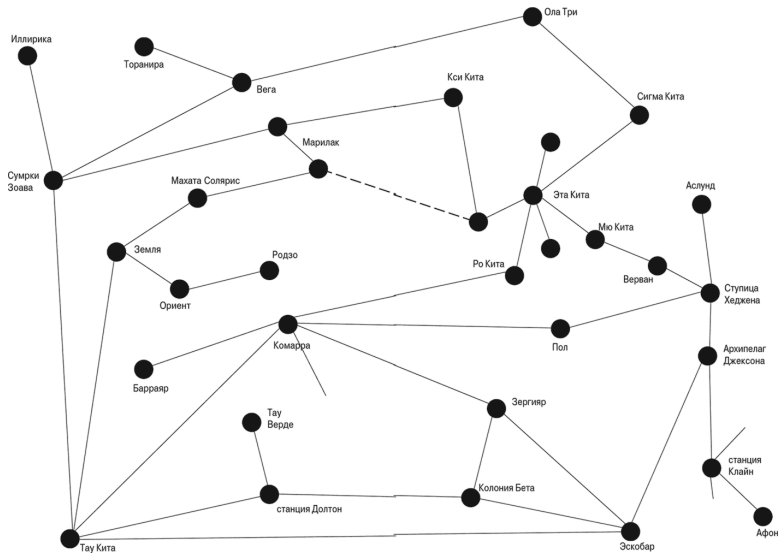 Ола Три
Иллирика
Торанира
Вега
Кси Кита
Сигма Кита
Марилак
Сумрки
Зоава
Махата Солярис
Эта Кита
Аслунд
Мю Кита
Земля
Родзо
Ро Кита
Верван
Ориент
Ступица
Хеджена
Комарра
Пол
Архипелаг
Джексона
Барраяр
Зергияр
Тау
Верде
станция
Клайн
Колония Бета
станция Долтон
Афон
Тау Кита
Эскобар